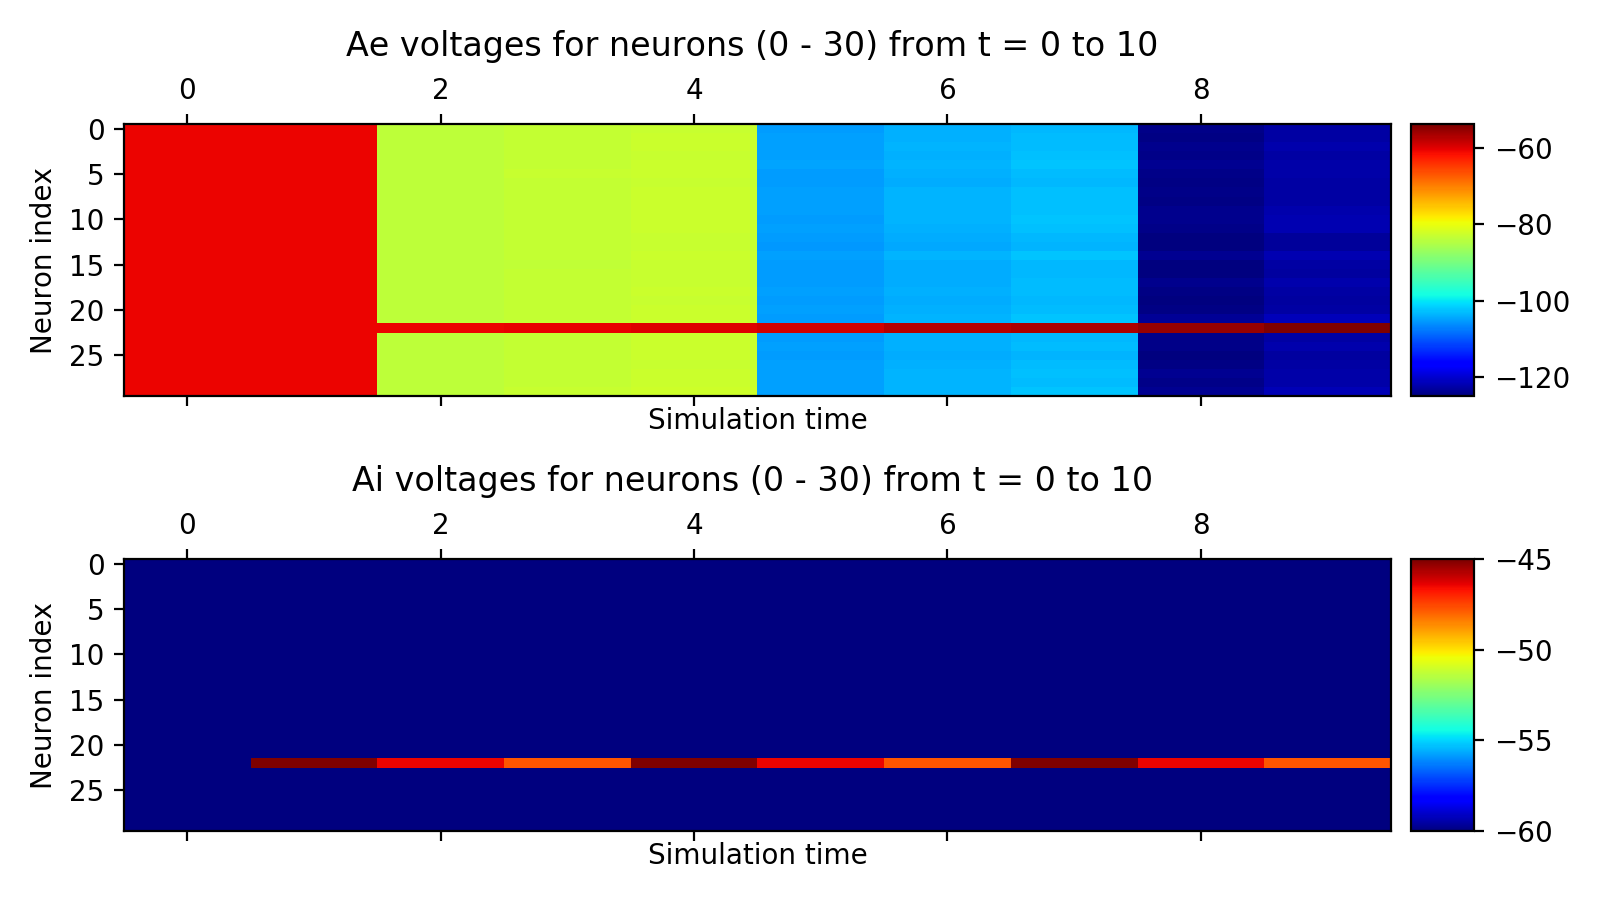 Ae voltages for neurons (0 - 30) from t = 0 to 10
0 2 4 6 8
Neuron index
0
5
10
15
20
25
−60
−80
−100
−120
Simulation time
Ai voltages for neurons (0 - 30) from t = 0 to 10
0 2 4 6 8
Neuron index
0
5
10
15
20
25
−45
−50
−55
−60
Simulation time